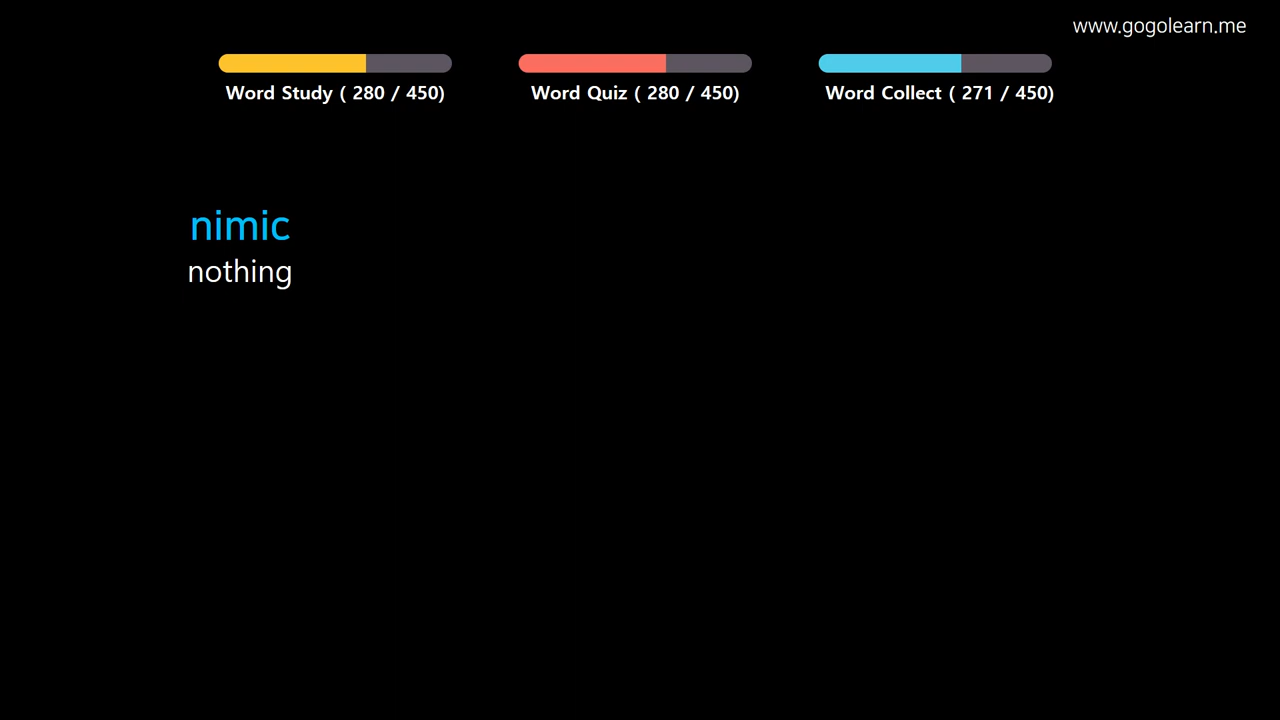 www.gogolearn.me
Word Study ( 280 / 450)
Word Quiz ( 280 / 450)
Word Collect ( 271 / 450)
nimic
nothing